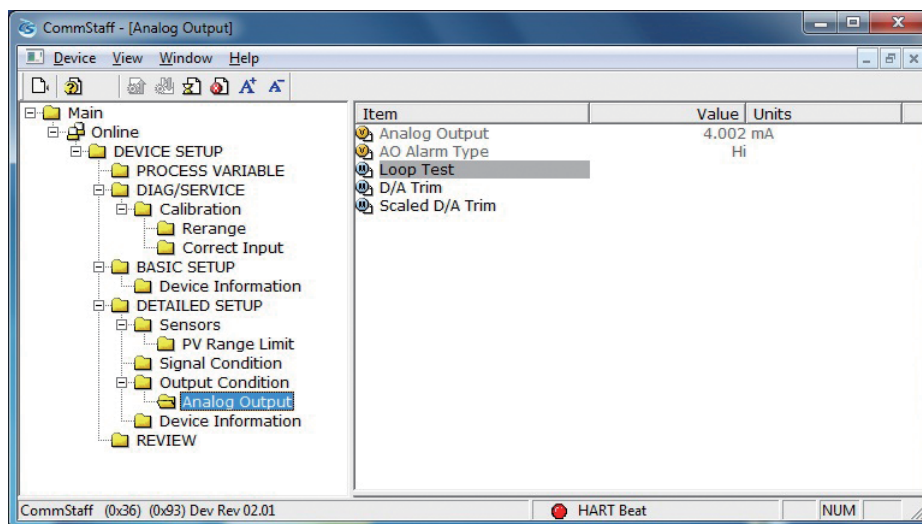 CommStaff - [Analog Output]
Device View Window Help
Main
Online
DEVICE SETUP
PROCESS VARIABLE
DIAG/SERVICE
Calibration
Rerange
Correct Input
BASIC SETUP
Device Information
DETAILED SETUP
Sensors
PV Range Limit
Signal Condition
Output Condition
Analog Output
Device Information
REVIEW
Item Value Units
Analog Output 4.002 mA
AO Alarm Type Hi
Loop Test
D/A Trim
Scaled D/A Trim
CommStaff (0x36) (0x93) Dev Rev 02.01 HART Beat NUM